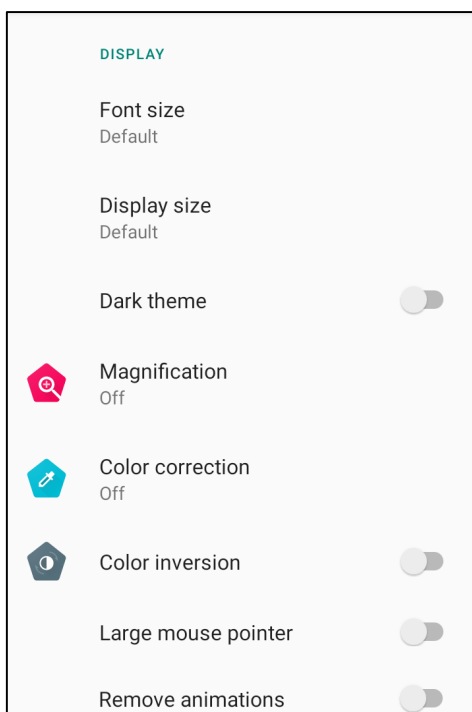 DISPLAY
Font size
Default
Display size
Default
Dark theme
Magnification
Off
Color correction
Off
Color inversion
Large mouse pointer
Remove animations